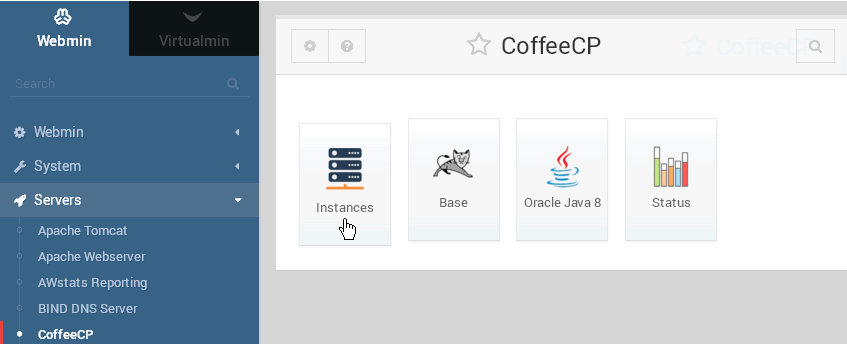 Webmin
Virtualmin
Search
Webmin
System
Servers
Apache Tomcat
Apache Webserver
AWstats Reporting
BIND DNS Server
CoffeeCP
CoffeeCP
CoffeeCP
Instances
Base
Oracle Java 8
Status